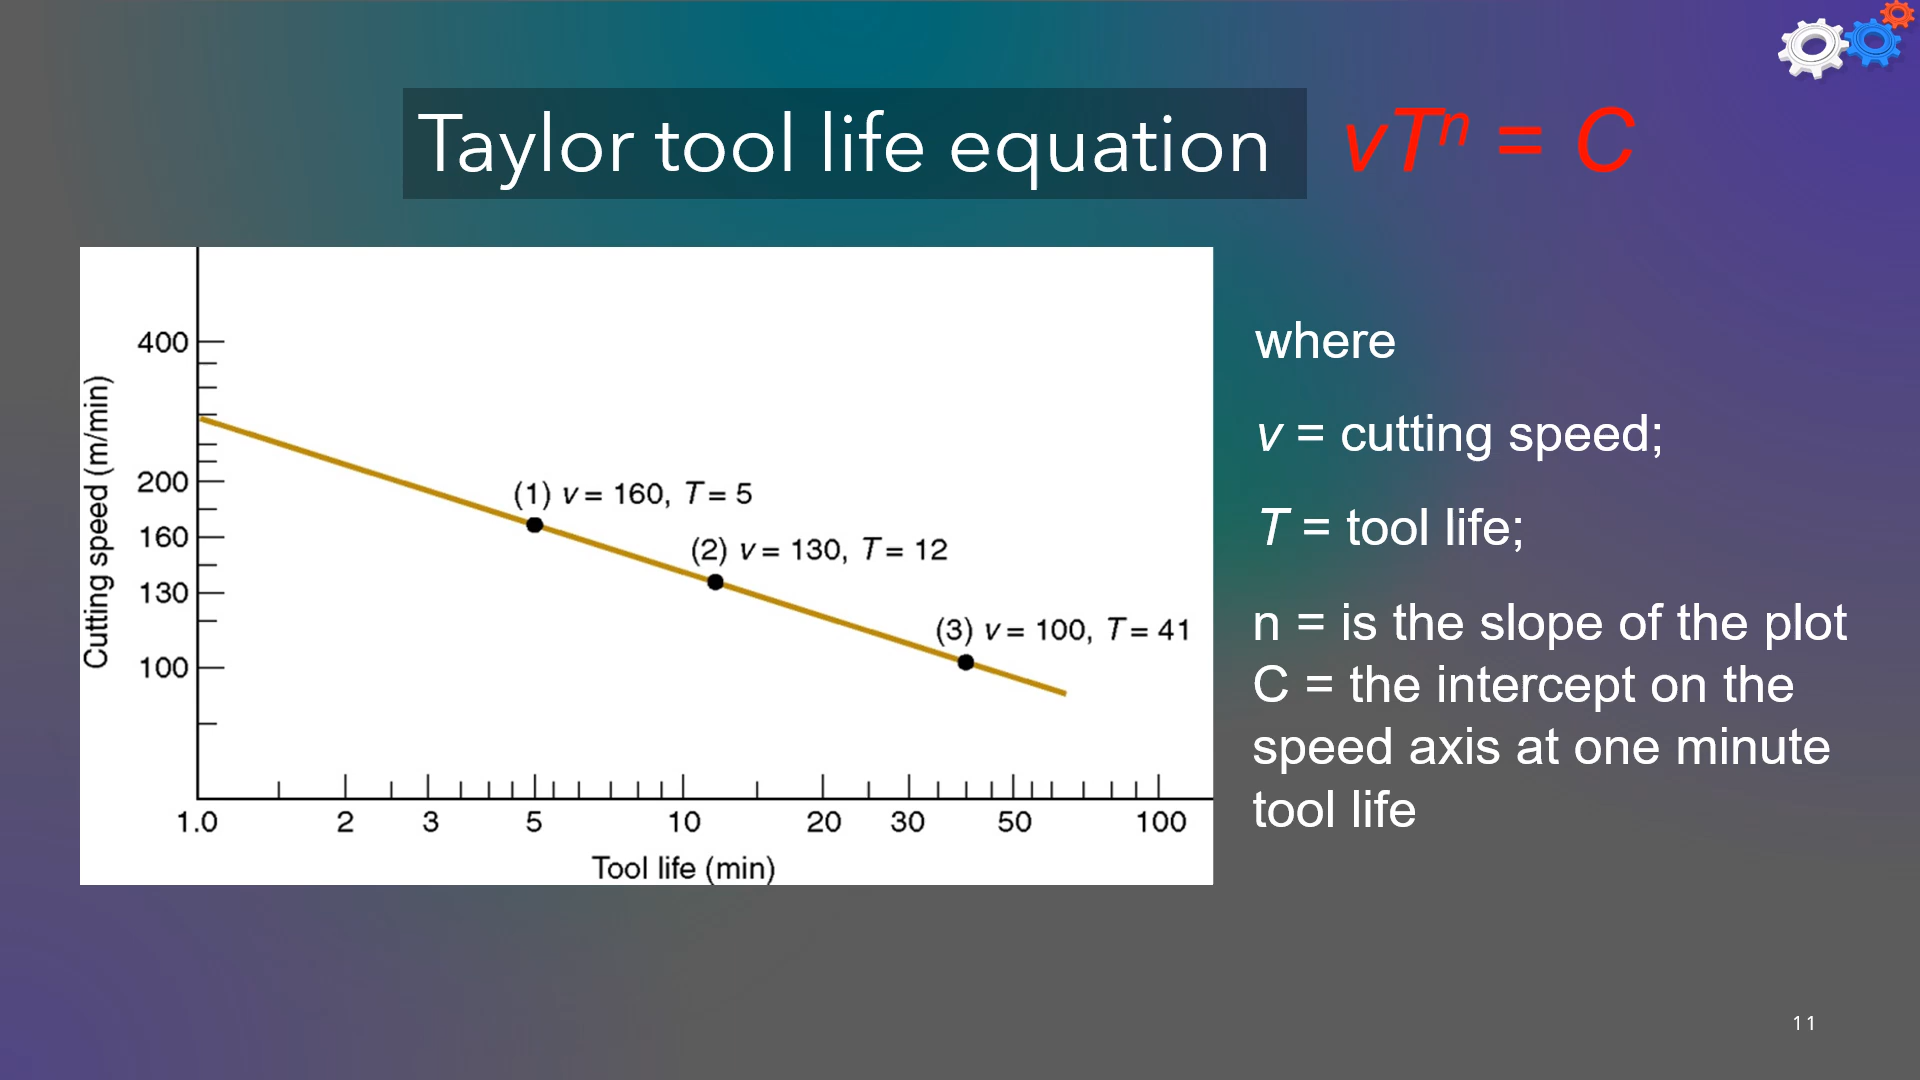 Taylor tool life equation vTⁿ = C
Cutting speed (m/min)
400
200
160
130
100
(1) v = 160, T = 5
(2) v = 130, T = 12
(3) v = 100, T = 41
1.0 2 3 5 10 20 30 50 100
Tool life (min)
where
v = cutting speed;
T = tool life;
n = is the slope of the plot
C = the intercept on the
speed axis at one minute
tool life
11